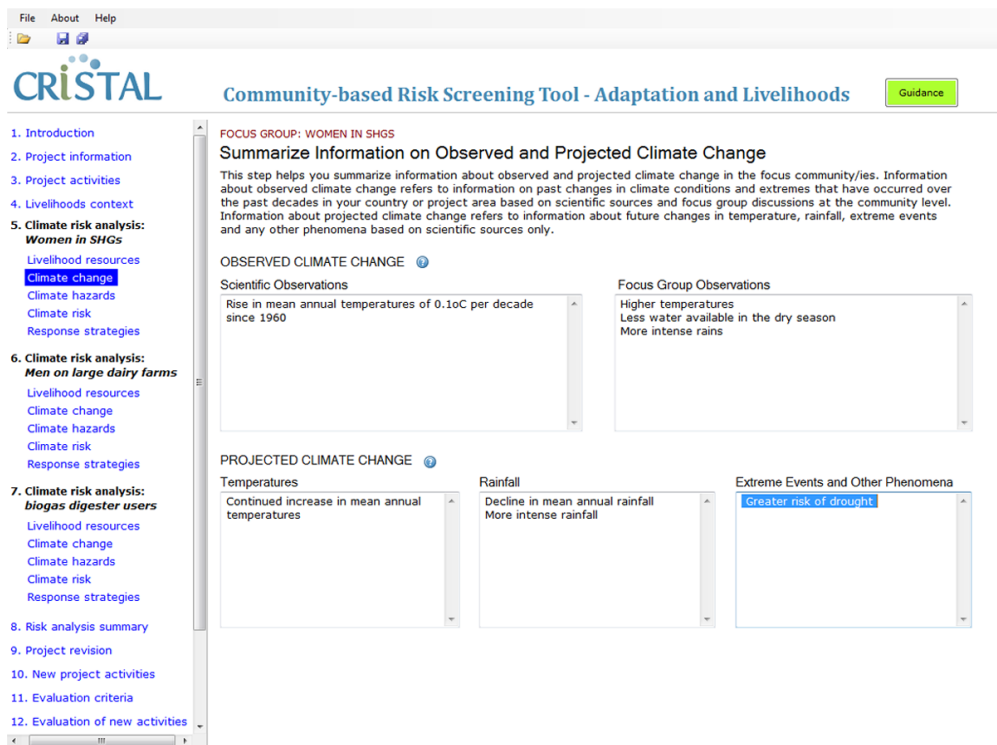 File About Help
CRiSTAL
Community-based Risk Screening Tool - Adaptation and Livelihoods
Guidance
1. Introduction
2. Project information
3. Project activities
4. Livelihoods context
5. Climate risk analysis:
Women in SHGs
Livelihood resources
Climate change
Climate hazards
Climate risk
Response strategies
6. Climate risk analysis:
Men on large dairy farms
Livelihood resources
Climate change
Climate hazards
Climate risk
Response strategies
7. Climate risk analysis:
biogas digester users
Livelihood resources
Climate change
Climate hazards
Climate risk
Response strategies
8. Risk analysis summary
9. Project revision
10. New project activities
11. Evaluation criteria
12. Evaluation of new activities
FOCUS GROUP: WOMEN IN SHGS
Summarize Information on Observed and Projected Climate Change
This step helps you summarize information about observed and projected climate change in the focus community/ies. Information
about observed climate change refers to information on past changes in climate conditions and extremes that have occurred over
the past decades in your country or project area based on scientific sources and focus group discussions at the community level.
Information about projected climate change refers to information about future changes in temperature, rainfall, extreme events
and any other phenomena based on scientific sources only.
OBSERVED CLIMATE CHANGE ?
Scientific Observations
Rise in mean annual temperatures of 0.1oC per decade
since 1960
Focus Group Observations
Higher temperatures
Less water available in the dry season
More intense rains
PROJECTED CLIMATE CHANGE ?
Temperatures
Continued increase in mean annual
temperatures
Rainfall
Decline in mean annual rainfall
More intense rainfall
Extreme Events and Other Phenomena
Greater risk of drought